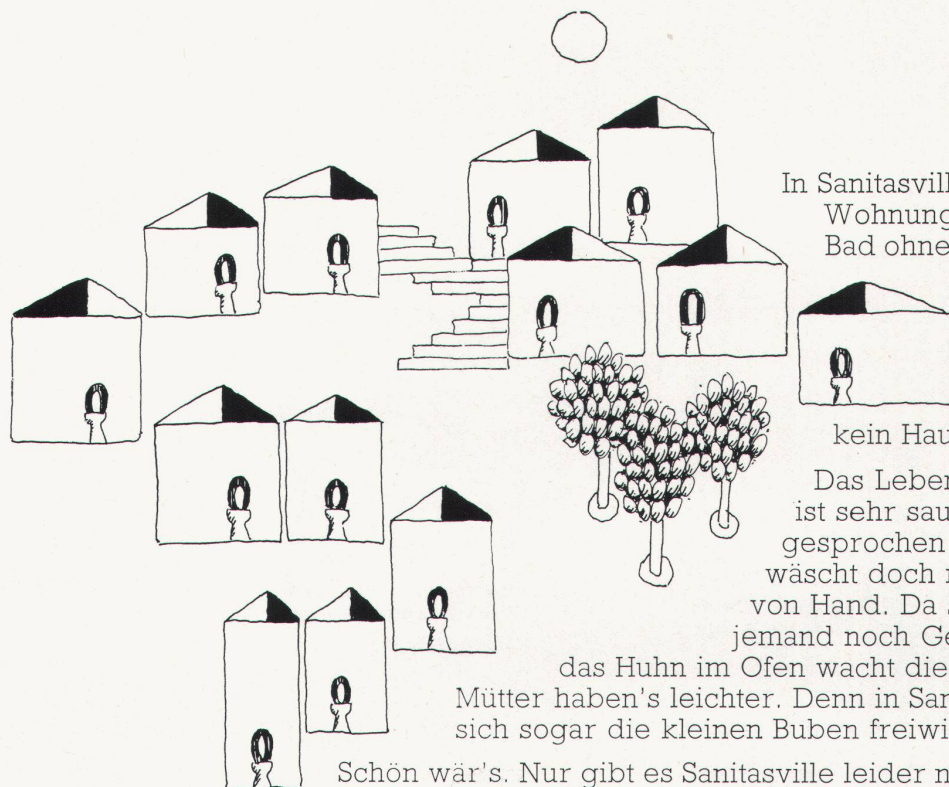 In Sanitasvill
Wohnung
Bad ohne
kein Hau
Das Leben
ist sehr sau
gesprochen
wäscht doch
von Hand. Da
jemand noch Ge
das Huhn im Ofen wacht die
Mütter haben's leichter. Denn in San
sich sogar die kleinen Buben freiwi
Schön wär's. Nur gibt es Sanitasville leider n